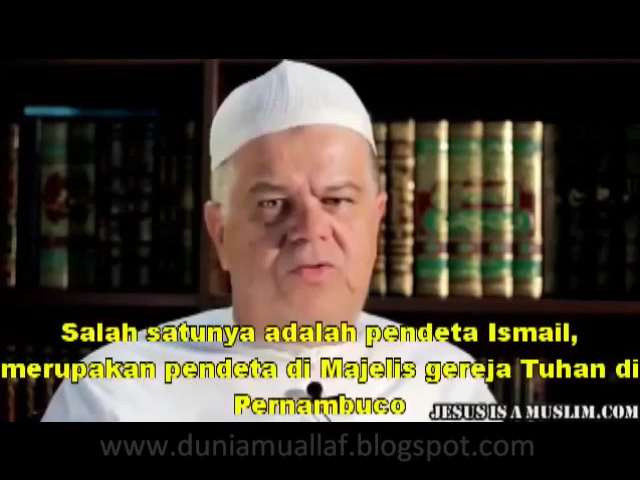 Salah satunya adalah pendeta Ismail,
merupakan pendeta di Majelis gereja Tuhan di
Pernambuco
JESUS IS A MUSLIM.COM
www.duniamuallaf.blogspot.com